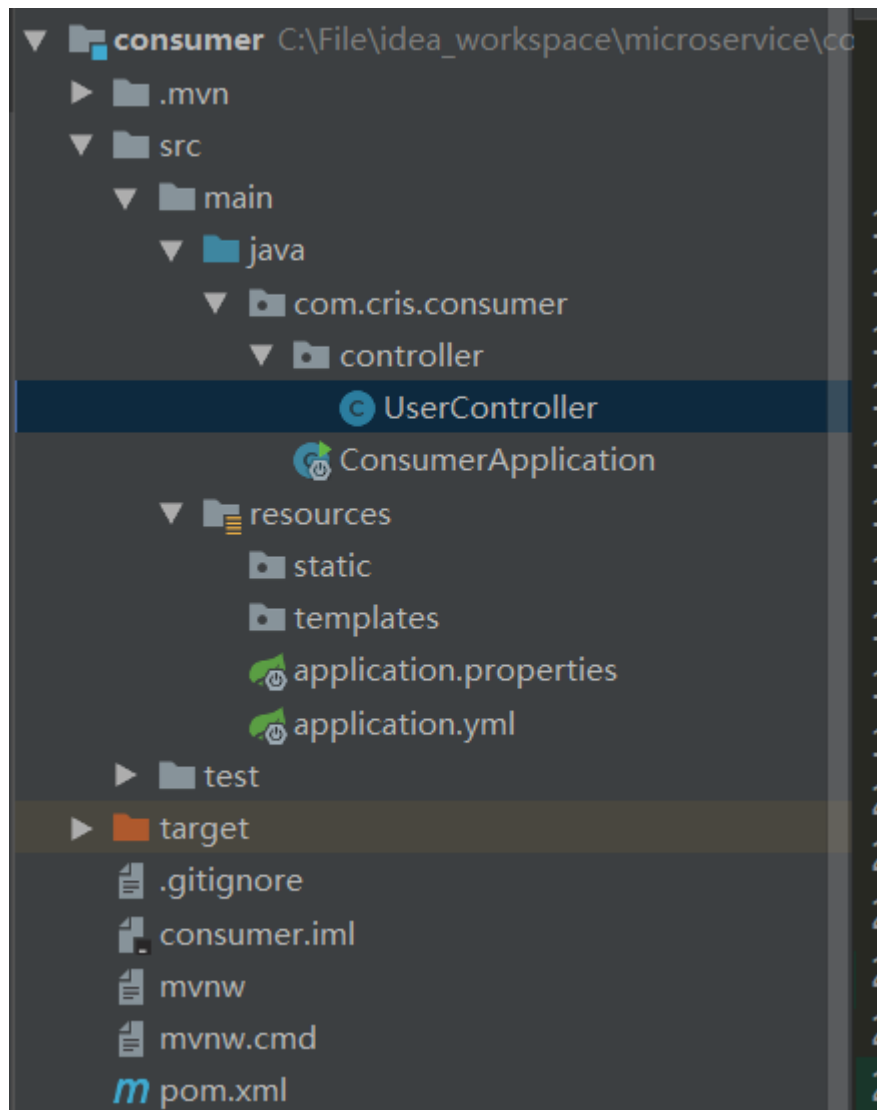 consumer C:\File\idea_workspace\microservice\co
.mvn
src
main
java
com.cris.consumer
controller
UserController
ConsumerApplication
resources
static
templates
application.properties
application.yml
test
target
.gitignore
consumer.iml
mvnw
mvnw.cmd
pom.xml